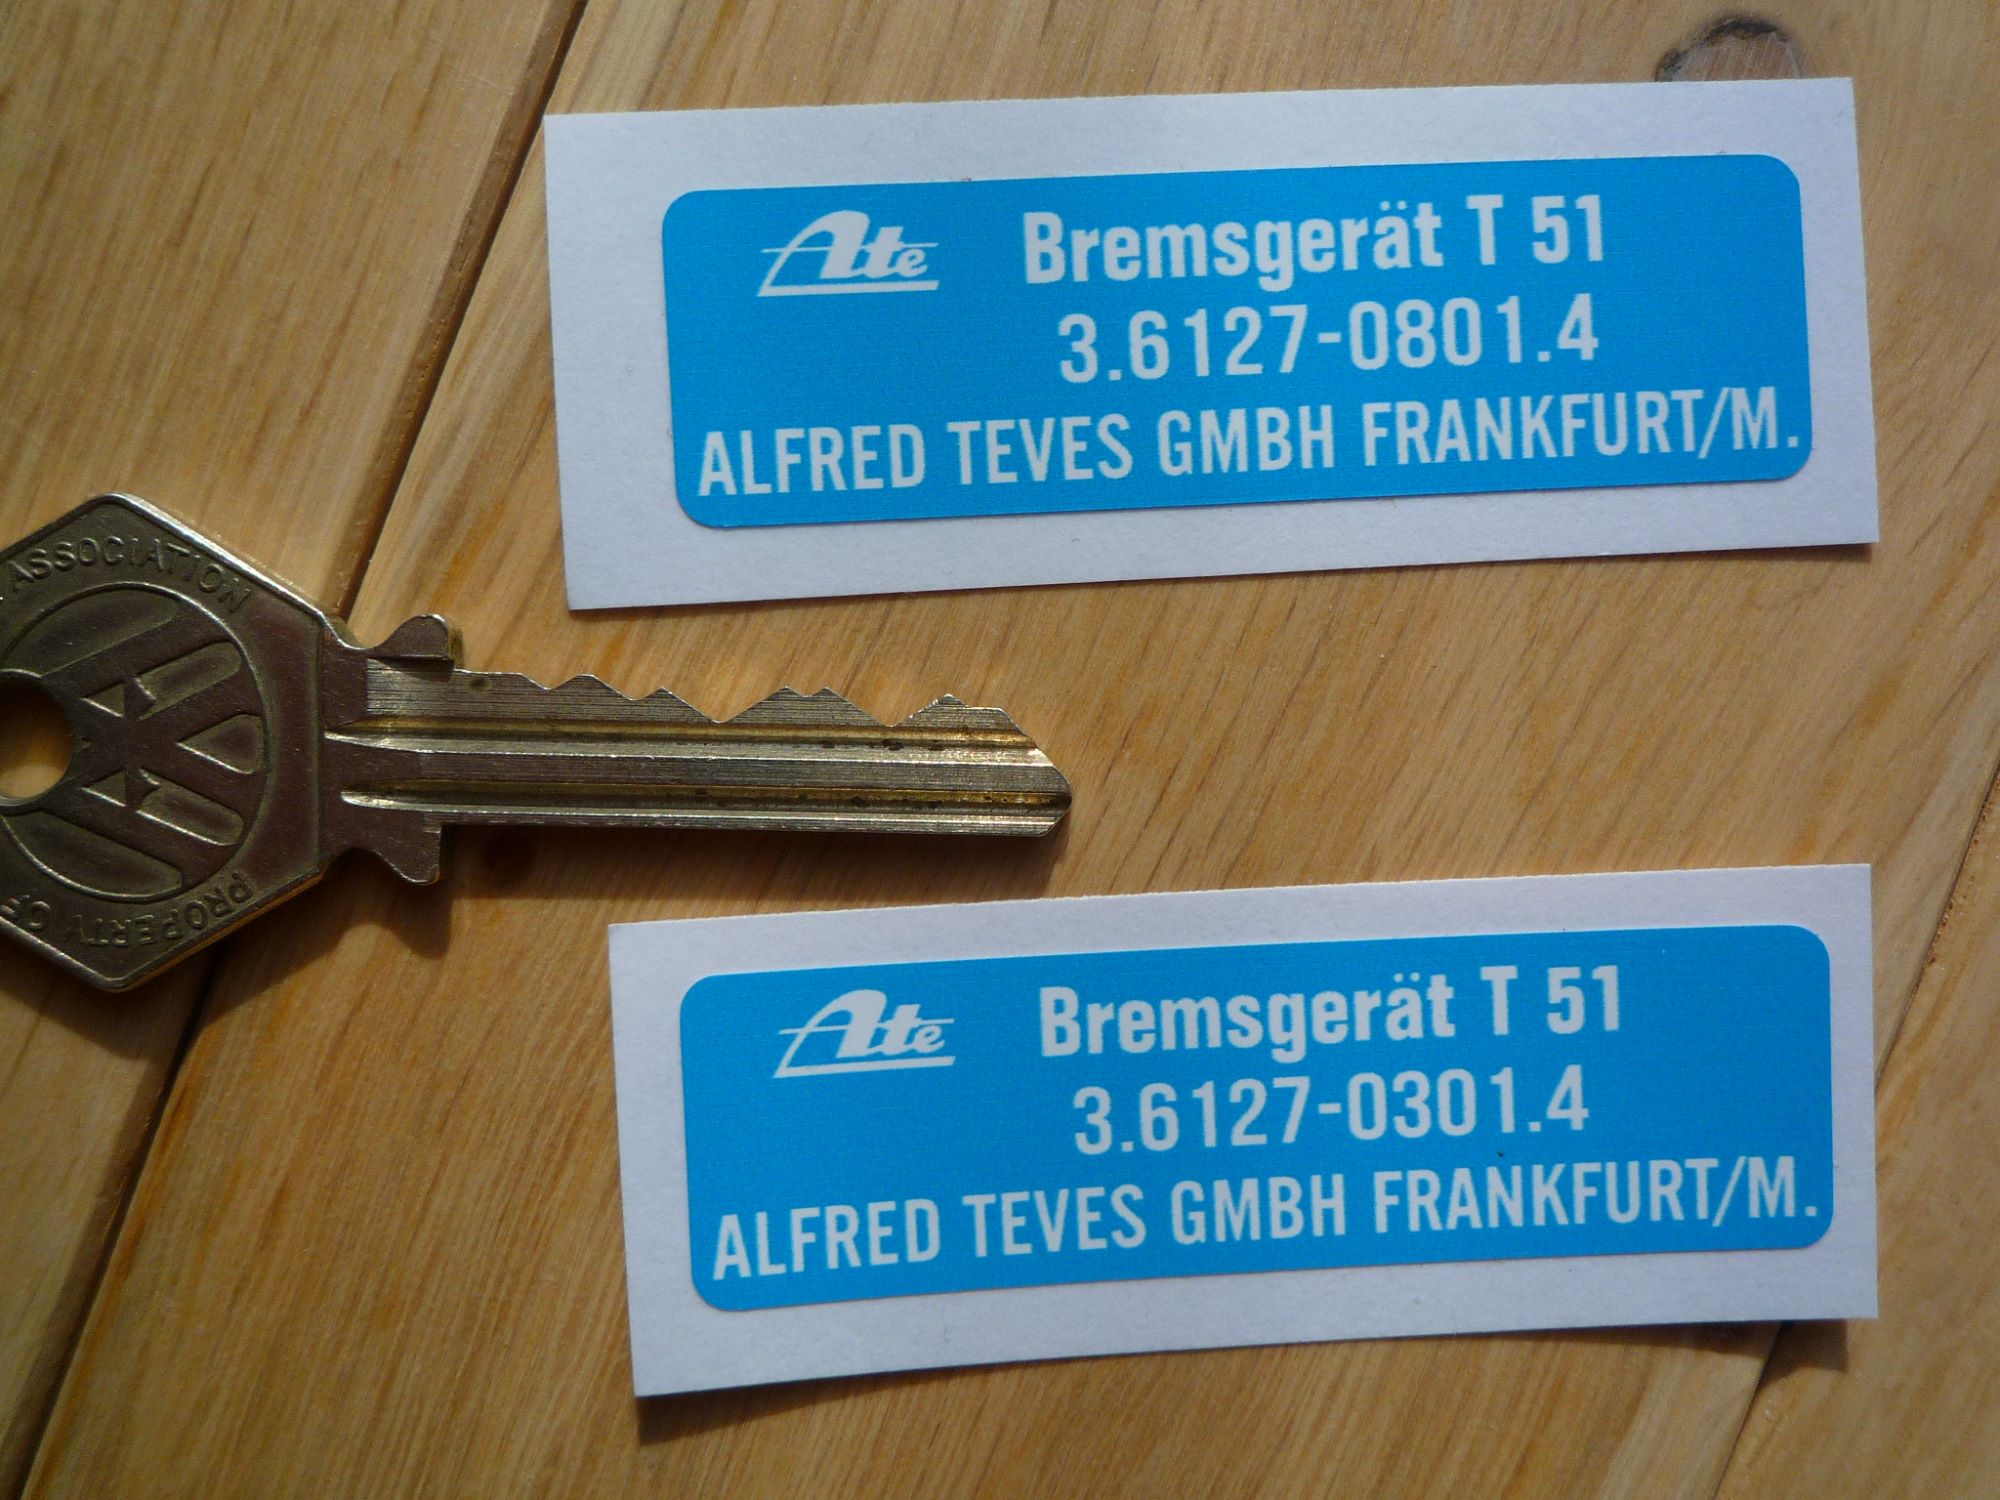 Ate Bremsgerät T 51
3.6127-0801.4
ALFRED TEVES GMBH FRANKFURT/M.
ASSOCIATION
PROPERTY OF
Ate Bremsgerät T 51
3.6127-0301.4
ALFRED TEVES GMBH FRANKFURT/M.